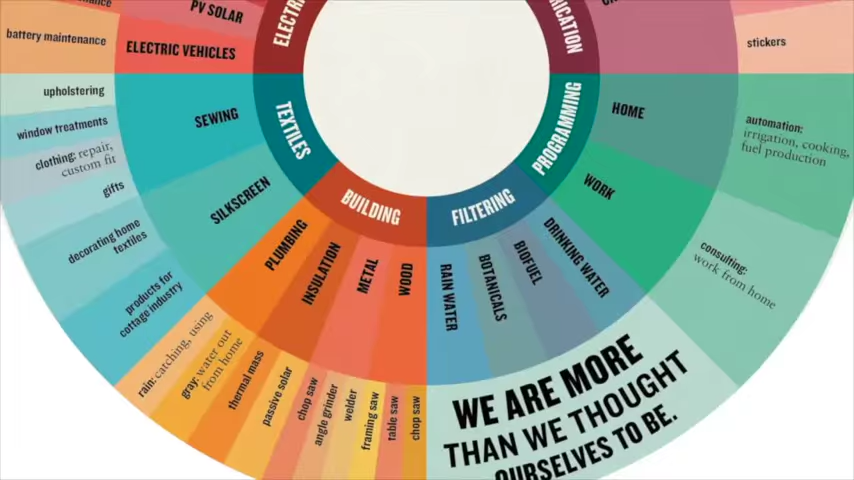 PV SOLAR
battery maintenance
ELECTRIC VEHICLES
stickers
upholstering
SEWING
TEXTILES
PROGRAMMING
HOME
automation:
irrigation, cooking,
fuel production
window treatments
clothing: repair,
custom fit
gifts
SILKSCREEN
WORK
decorating home
textiles
BUILDING
FILTERING
consulting:
work from home
products for
cottage industry
PLUMBING
INSULATION
METAL
WOOD
RAIN WATER
BOTANICALS
BIOFUEL
DRINKING WATER
rain: catching, using
gray: water out
from home
thermal mass
passive solar
chop saw
angle grinder
welder
framing saw
table saw
chop saw
WE ARE MORE
THAN WE THOUGHT
OURSELVES TO BE.